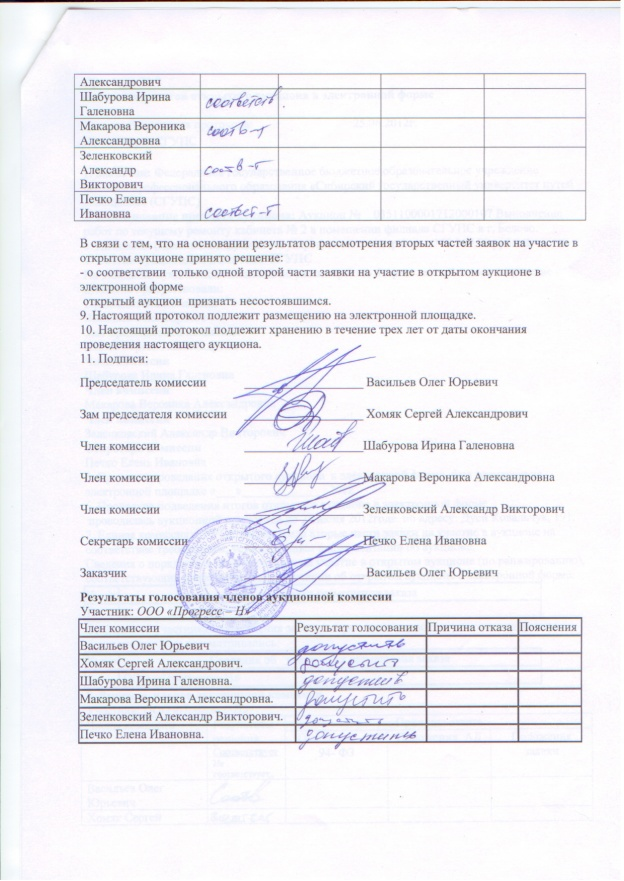 Александрович
Шабурова Ирина соответств.
Галеновна
Макарова Вероника соотв-т
Александровна
Зеленковский
Александр соотв-т
Викторович
Печко Елена
Ивановна соответ-т
В связи с тем, что на основании результатов рассмотрения вторых частей заявок на участие в
открытом аукционе принято решение:
- о соответствии только одной второй части заявки на участие в открытом аукционе в
электронной форме
открытый аукцион признать несостоявшимся.
9. Настоящий протокол подлежит размещению на электронной площадке.
10. Настоящий протокол подлежит хранению в течение трех лет от даты окончания
проведения настоящего аукциона.
11. Подписи:
Председатель комиссии Васильев Олег Юрьевич
Зам председателя комиссии Хомяк Сергей Александрович
Член комиссии Шабурова Ирина Галеновна
Член комиссии Макарова Вероника Александровна
Член комиссии Зеленковский Александр Викторович
Секретарь комиссии Печко Елена Ивановна
Заказчик Васильев Олег Юрьевич
Результаты голосования членов аукционной комиссии
Участник: ООО «Прогресс – Н»
Член комиссии Результат голосования Причина отказа Пояснения
Васильев Олег Юрьевич допустить
Хомяк Сергей Александрович. допустить
Шабурова Ирина Галеновна. допустить
Макарова Вероника Александровна. допустить
Зеленковский Александр Викторович. допустить
Печко Елена Ивановна. допустить